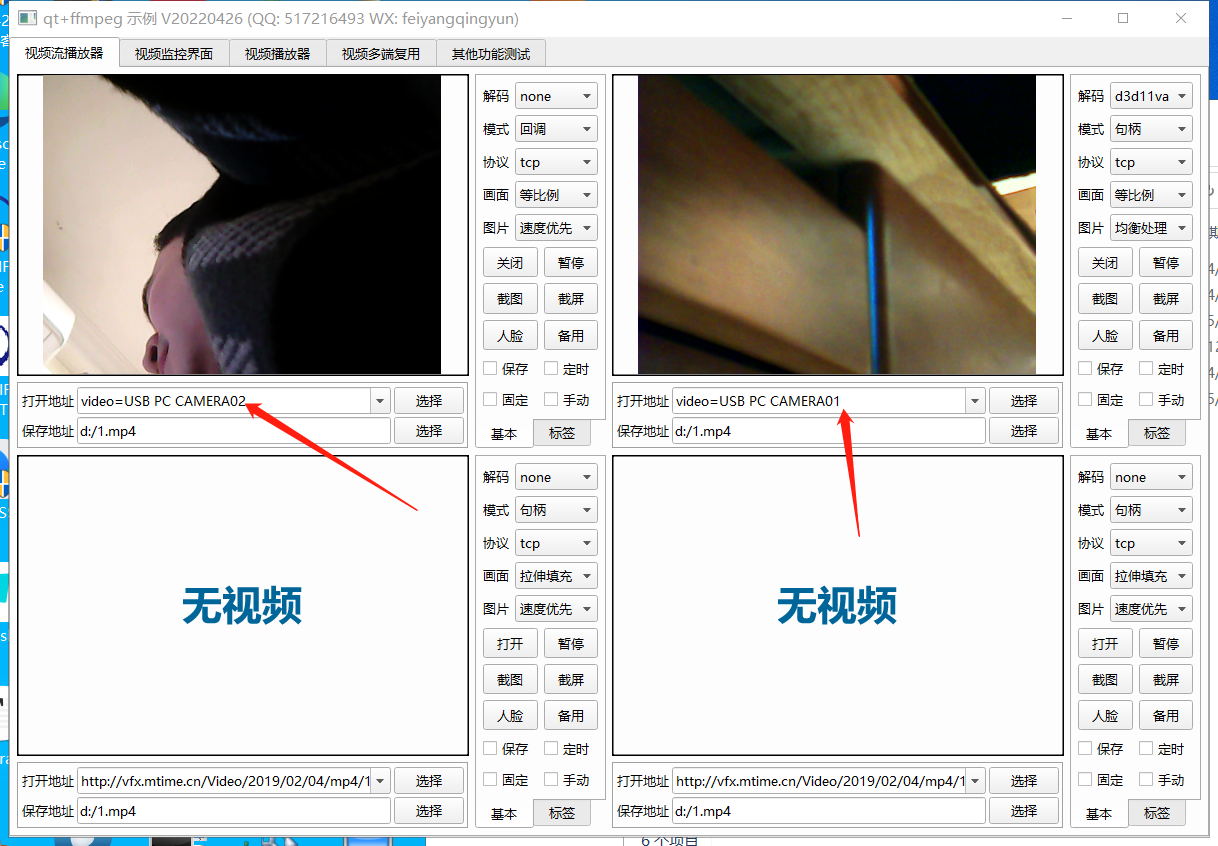 qt+ffmpeg 示例 V20220426 (QQ: 517216493 WX: feiyangqingyun)
视频流播放器 视频监控界面 视频播放器 视频多端复用 其他功能测试
解码 none
模式 回调
协议 tcp
画面 等比例
图片 速度优先
关闭 暂停
截图 截屏
人脸 备用
保存 定时
固定 手动
基本 标签
打开地址 video=USB PC CAMERA02 选择
保存地址 d:/1.mp4 选择
解码 d3d11va
模式 句柄
协议 tcp
画面 等比例
图片 均衡处理
关闭 暂停
截图 截屏
人脸 备用
保存 定时
固定 手动
基本 标签
打开地址 video=USB PC CAMERA01 选择
保存地址 d:/1.mp4 选择
无视频
解码 none
模式 句柄
协议 tcp
画面 拉伸填充
图片 速度优先
打开 暂停
截图 截屏
人脸 备用
保存 定时
固定 手动
基本 标签
打开地址 http://vfx.mtime.cn/Video/2019/02/04/mp4/1 选择
保存地址 d:/1.mp4 选择
无视频
解码 none
模式 句柄
协议 tcp
画面 拉伸填充
图片 速度优先
打开 暂停
截图 截屏
人脸 备用
保存 定时
固定 手动
基本 标签
打开地址 http://vfx.mtime.cn/Video/2019/02/04/mp4/1 选择
保存地址 d:/1.mp4 选择
6 个项目